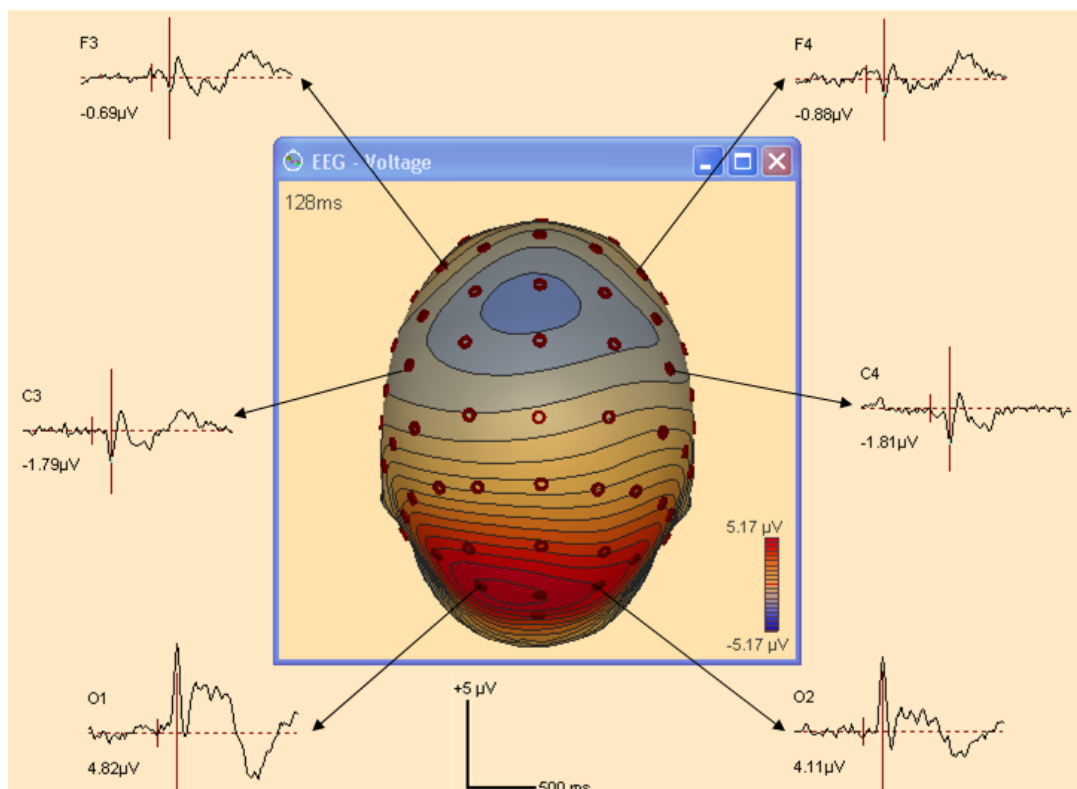 F3
-0.69µV
F4
-0.88µV
EEG - Voltage
128ms
C3
-1.79µV
C4
-1.81µV
5.17 µV
-5.17 µV
O1
4.82µV
+5 µV
500 ms
O2
4.11µV